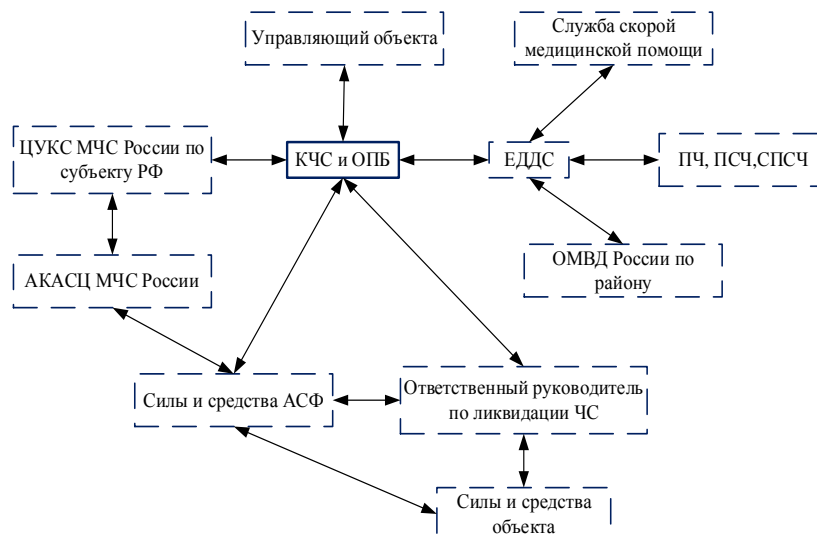 Управляющий объекта
Служба скорой
медицинской помощи
ЦУКС МЧС России по
субъекту РФ
КЧС и ОПБ
ЕДДС
ПЧ, ПСЧ,СПСЧ
АКАСЦ МЧС России
ОМВД России по
району
Силы и средства АСФ
Ответственный руководитель
по ликвидации ЧС
Силы и средства
объекта